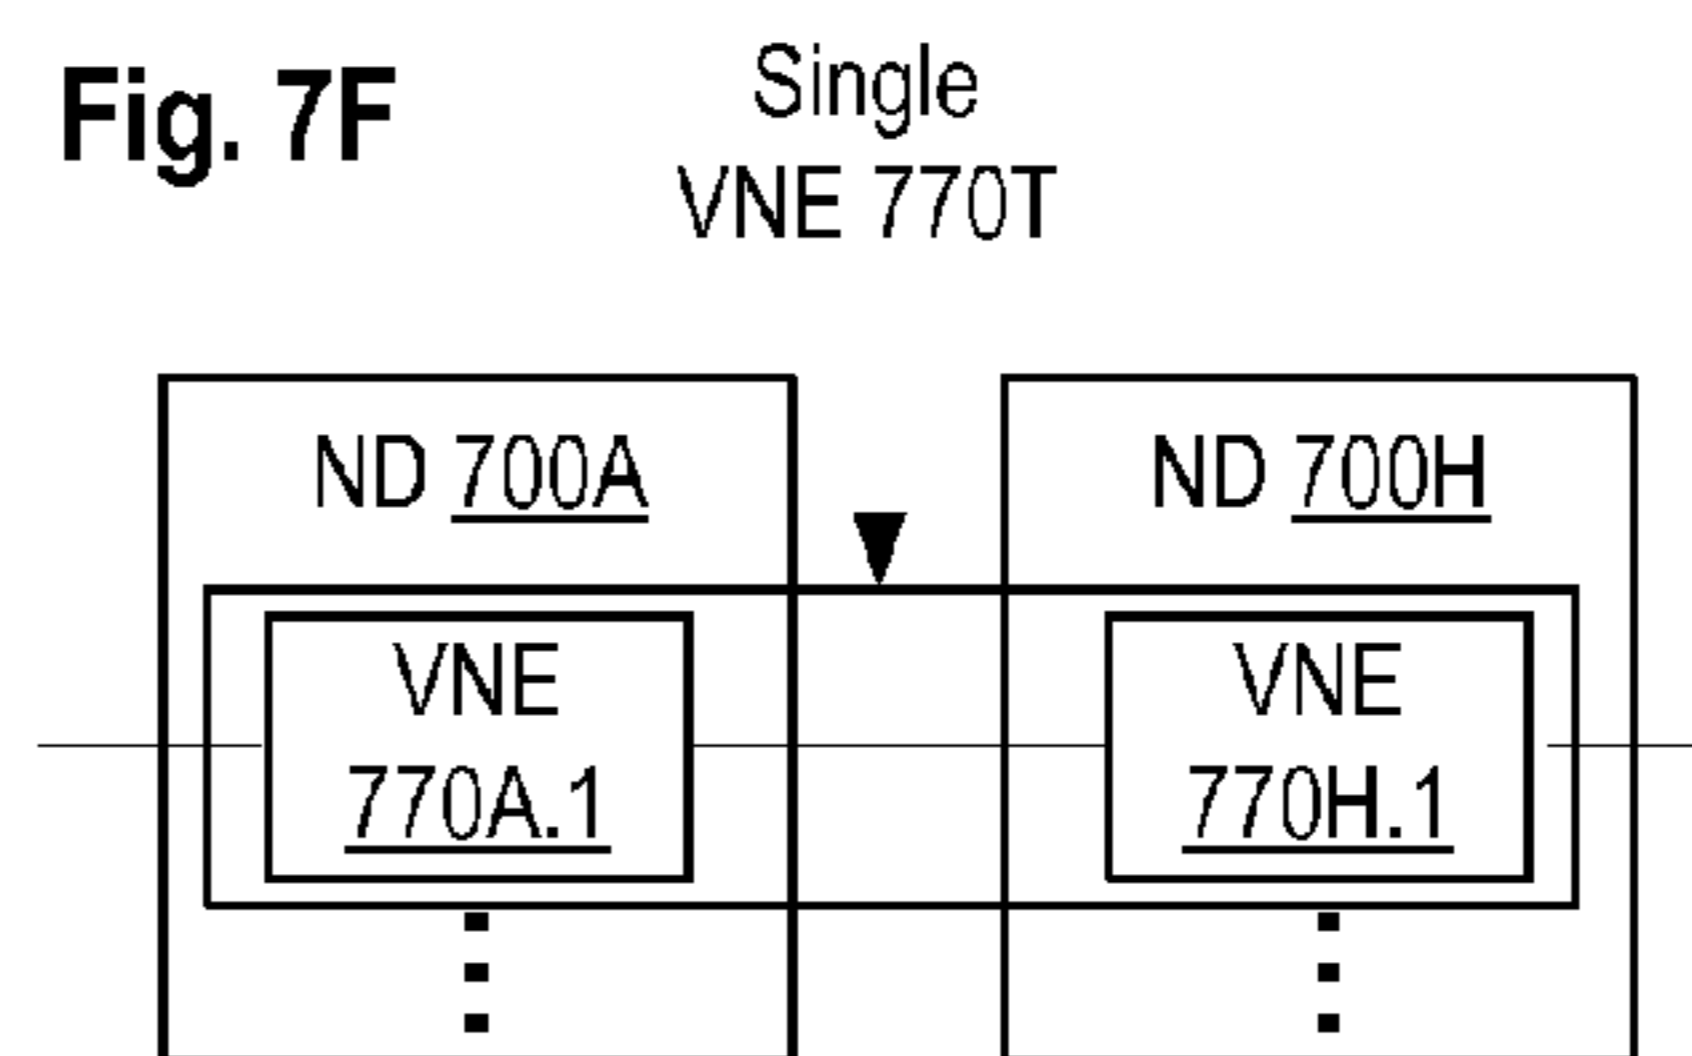 Fig. 7F
Single
VNE 770T
ND 700A
ND 700H
VNE
770A.1
VNE
770H.1